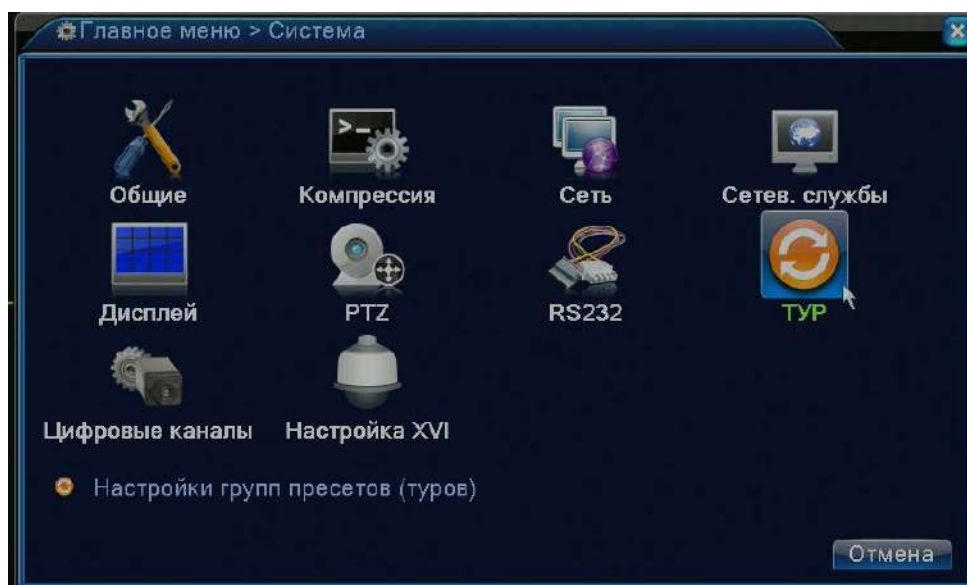 Главное меню > Система
Общие
Компрессия
Сеть
Сетев. службы
Дисплей
PTZ
RS232
ТУР
Цифровые каналы
Настройка XVI
Настройки групп пресетов (туров)
Отмена